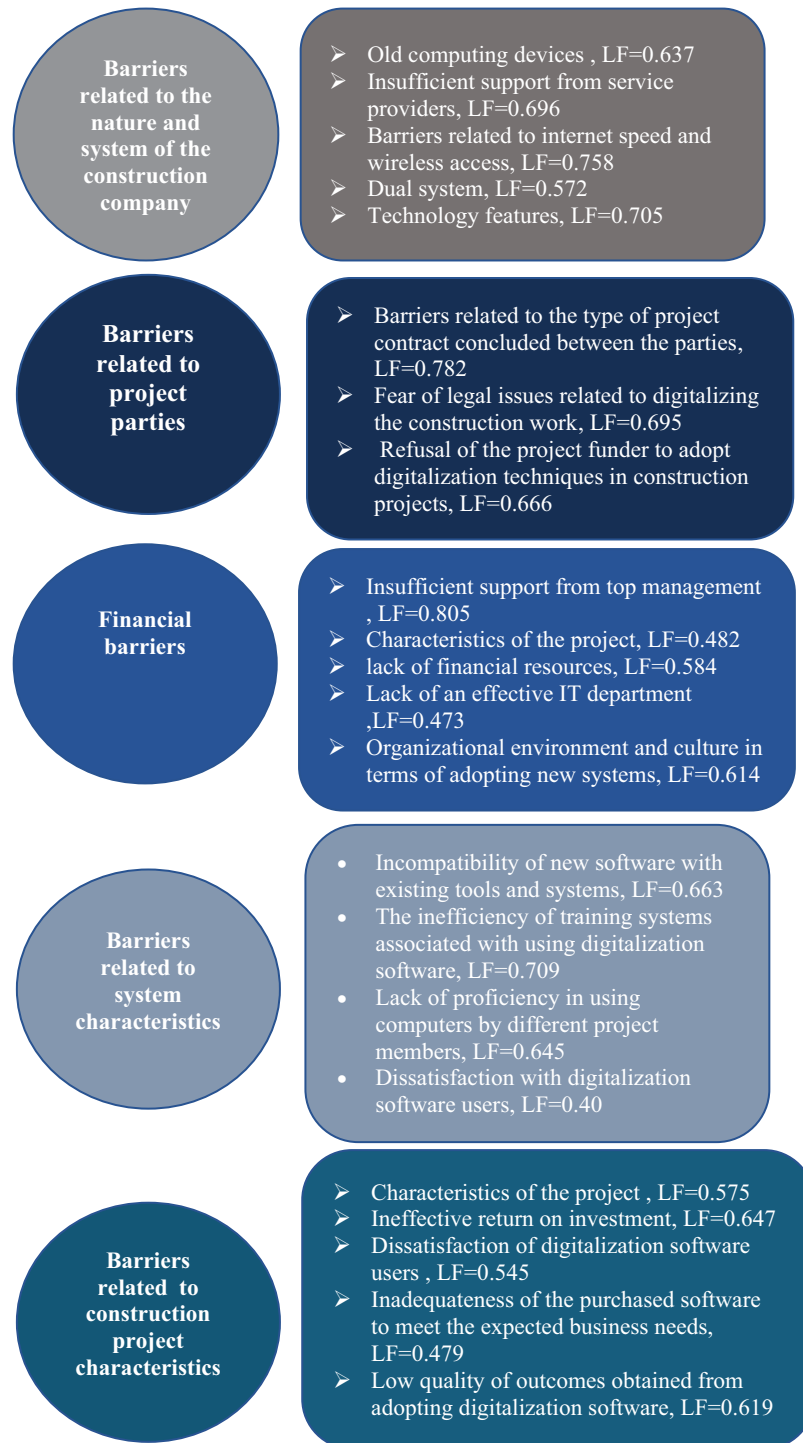 Barriers
related to the
nature and
system of the
construction
company
➢ Old computing devices , LF=0.637
➢ Insufficient support from service
providers, LF=0.696
➢ Barriers related to internet speed and
wireless access, LF=0.758
➢ Dual system, LF=0.572
➢ Technology features, LF=0.705
Barriers
related to
project
parties
➢ Barriers related to the type of project
contract concluded between the parties,
LF=0.782
➢ Fear of legal issues related to digitalizing
the construction work, LF=0.695
➢ Refusal of the project funder to adopt
digitalization techniques in construction
projects, LF=0.666
Financial
barriers
➢ Insufficient support from top management
, LF=0.805
➢ Characteristics of the project, LF=0.482
➢ lack of financial resources, LF=0.584
➢ Lack of an effective IT department
,LF=0.473
➢ Organizational environment and culture in
terms of adopting new systems, LF=0.614
Barriers
related to
system
characteristics
• Incompatibility of new software with
existing tools and systems, LF=0.663
• The inefficiency of training systems
associated with using digitalization
software, LF=0.709
• Lack of proficiency in using
computers by different project
members, LF=0.645
• Dissatisfaction with digitalization
software users, LF=0.40
Barriers
related to
construction
project
characteristics
➢ Characteristics of the project , LF=0.575
➢ Ineffective return on investment, LF=0.647
➢ Dissatisfaction of digitalization software
users , LF=0.545
➢ Inadequateness of the purchased software
to meet the expected business needs,
LF=0.479
➢ Low quality of outcomes obtained from
adopting digitalization software, LF=0.619